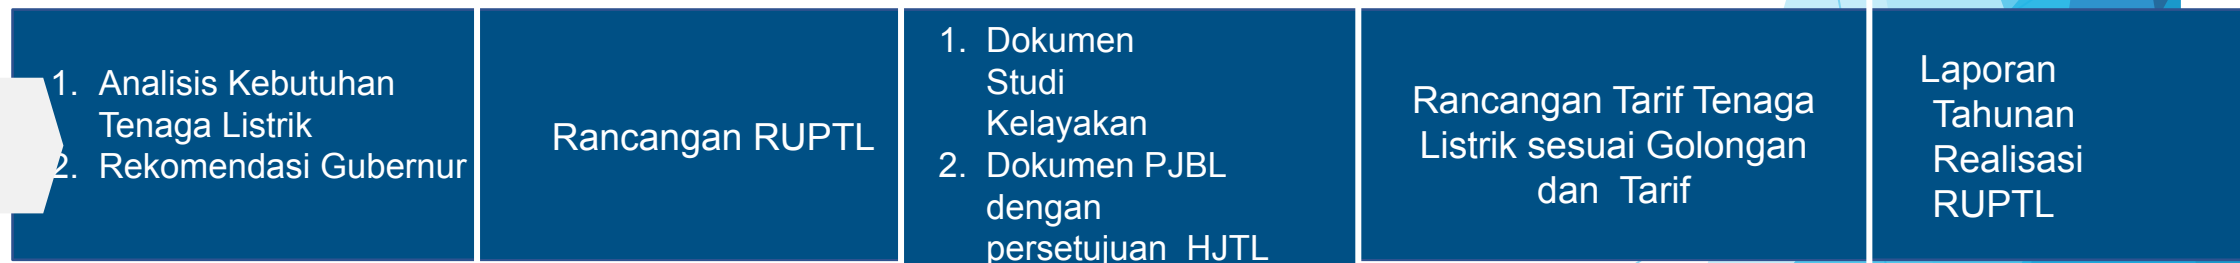 1. Analisis Kebutuhan
Tenaga Listrik
2. Rekomendasi Gubernur
Rancangan RUPTL
1. Dokumen
Studi
Kelayakan
2. Dokumen PJBL
dengan
persetujuan HJTL
Rancangan Tarif Tenaga
Listrik sesuai Golongan
dan Tarif
Laporan
Tahunan
Realisasi
RUPTL